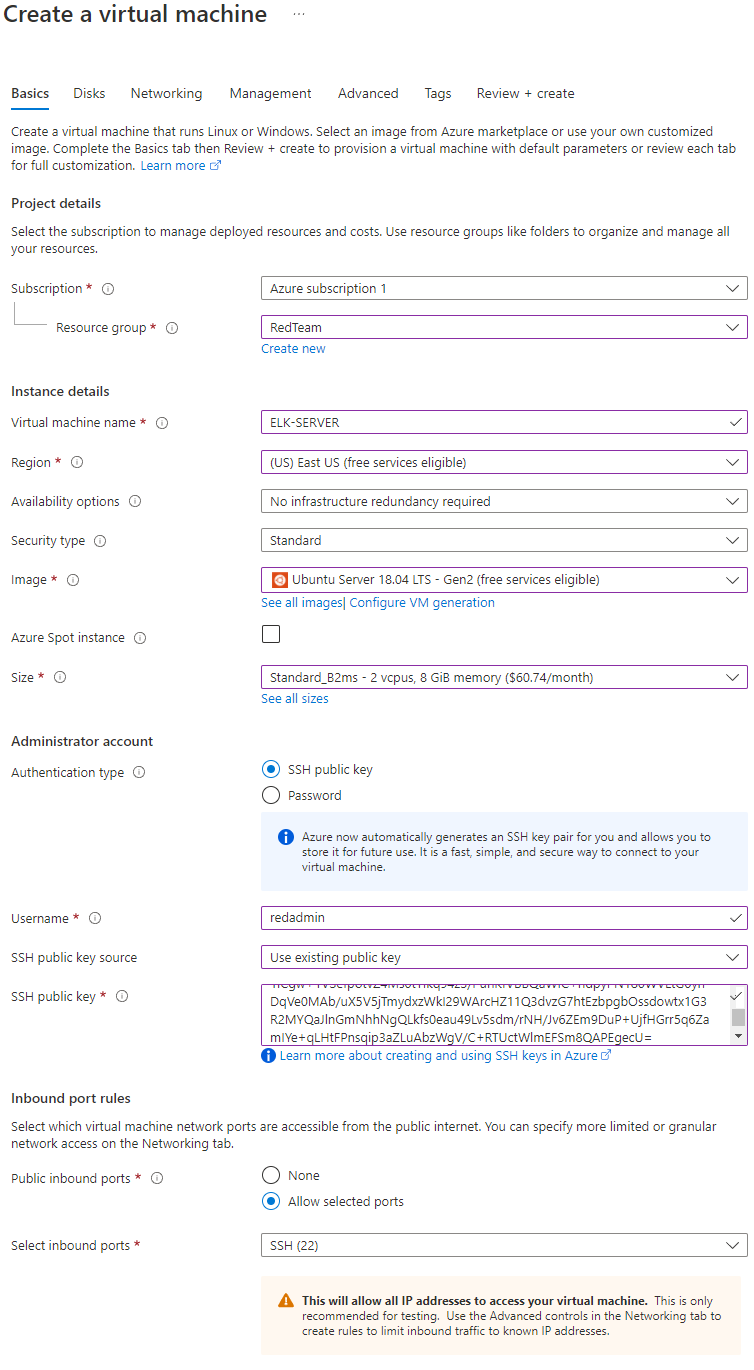 Create a virtual machine ...
Basics Disks Networking Management Advanced Tags Review + create
Create a virtual machine that runs Linux or Windows. Select an image from Azure marketplace or use your own customized
image. Complete the Basics tab then Review + create to provision a virtual machine with default parameters or review each tab
for full customization. Learn more
Project details
Select the subscription to manage deployed resources and costs. Use resource groups like folders to organize and manage all
your resources.
Subscription * Azure subscription 1
Resource group * RedTeam
Create new
Instance details
Virtual machine name * ELK-SERVER
Region * (US) East US (free services eligible)
Availability options No infrastructure redundancy required
Security type Standard
Image * Ubuntu Server 18.04 LTS - Gen2 (free services eligible)
See all images| Configure VM generation
Azure Spot instance
Size * Standard_B2ms - 2 vcpus, 8 GiB memory ($60.74/month)
See all sizes
Administrator account
Authentication type SSH public key
Password
Azure now automatically generates an SSH key pair for you and allows you to
store it for future use. It is a fast, simple, and secure way to connect to your
virtual machine.
Username * redadmin
SSH public key source Use existing public key
SSH public key *
DqVe0MAb/uX5V5jTmydxzWkI29WArcHZ11Q3dvzG7htEzbpgbOssdowtx1G3
R2MYQaJlnGmNhhNgQLkfs0eau49Lv5sdm/rNH/Jv6ZEm9DuP+UjfHGrr5q6Za
mIYe+qLHtFPnsqip3aZLuAbzWgV/C+RTUctWlmEFSm8QAPEgecU=
Learn more about creating and using SSH keys in Azure
Inbound port rules
Select which virtual machine network ports are accessible from the public internet. You can specify more limited or granular
network access on the Networking tab.
Public inbound ports * None
Allow selected ports
Select inbound ports * SSH (22)
This will allow all IP addresses to access your virtual machine. This is only
recommended for testing. Use the Advanced controls in the Networking tab to
create rules to limit inbound traffic to known IP addresses.